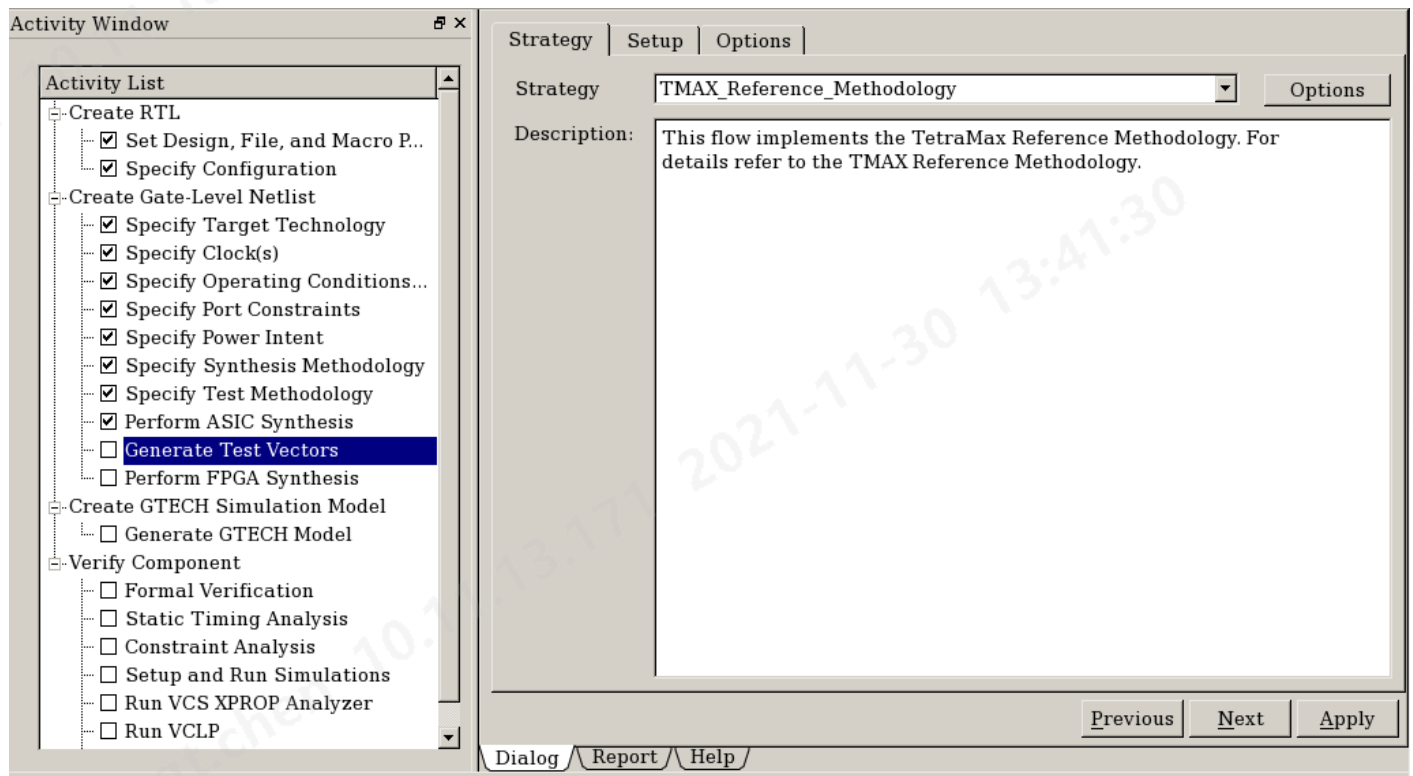 Activity Window
Activity List
Create RTL
Set Design, File, and Macro P...
Specify Configuration
Create Gate-Level Netlist
Specify Target Technology
Specify Clock(s)
Specify Operating Conditions...
Specify Port Constraints
Specify Power Intent
Specify Synthesis Methodology
Specify Test Methodology
Perform ASIC Synthesis
Generate Test Vectors
Perform FPGA Synthesis
Create GTECH Simulation Model
Generate GTECH Model
Verify Component
Formal Verification
Static Timing Analysis
Constraint Analysis
Setup and Run Simulations
Run VCS XPROP Analyzer
Run VCLP
Strategy Setup Options
Strategy TMAX_Reference_Methodology Options
Description: This flow implements the TetraMax Reference Methodology. For
details refer to the TMAX Reference Methodology.
Previous Next Apply
Dialog Report Help
2021-11-30 13:41:30